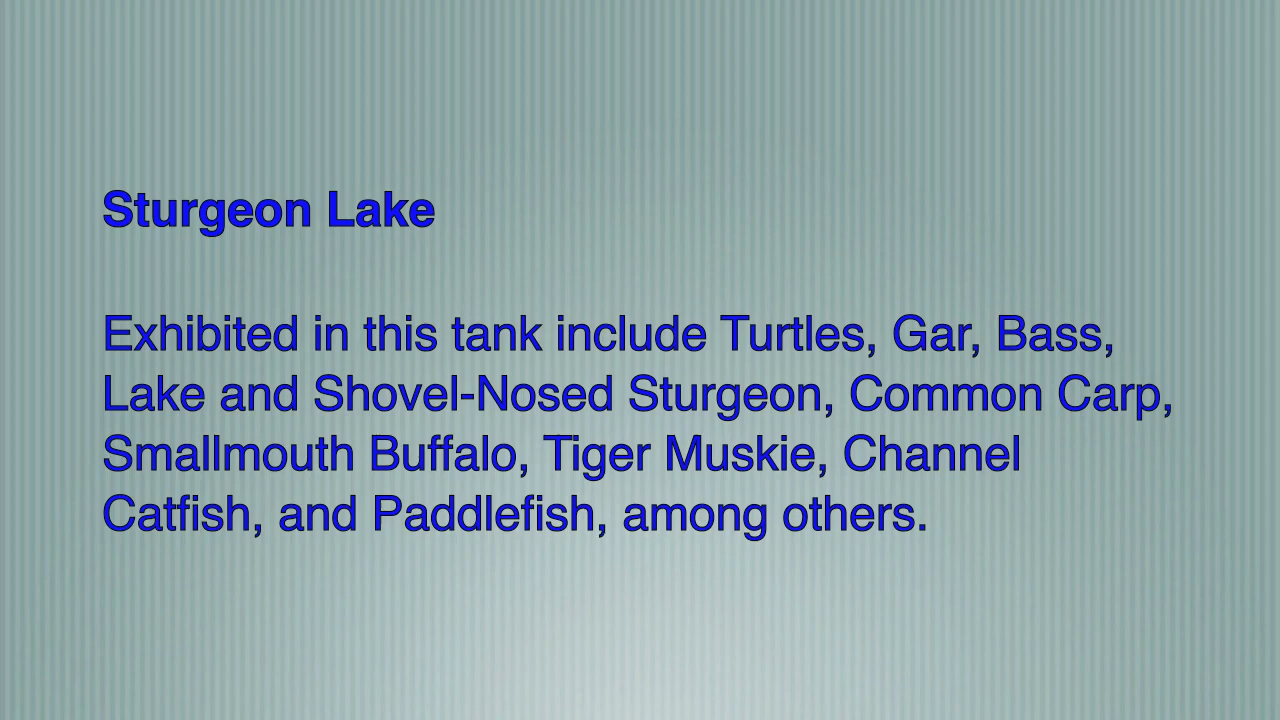 Sturgeon Lake
Exhibited in this tank include Turtles, Gar, Bass,
Lake and Shovel-Nosed Sturgeon, Common Carp,
Smallmouth Buffalo, Tiger Muskie, Channel
Catfish, and Paddlefish, among others.